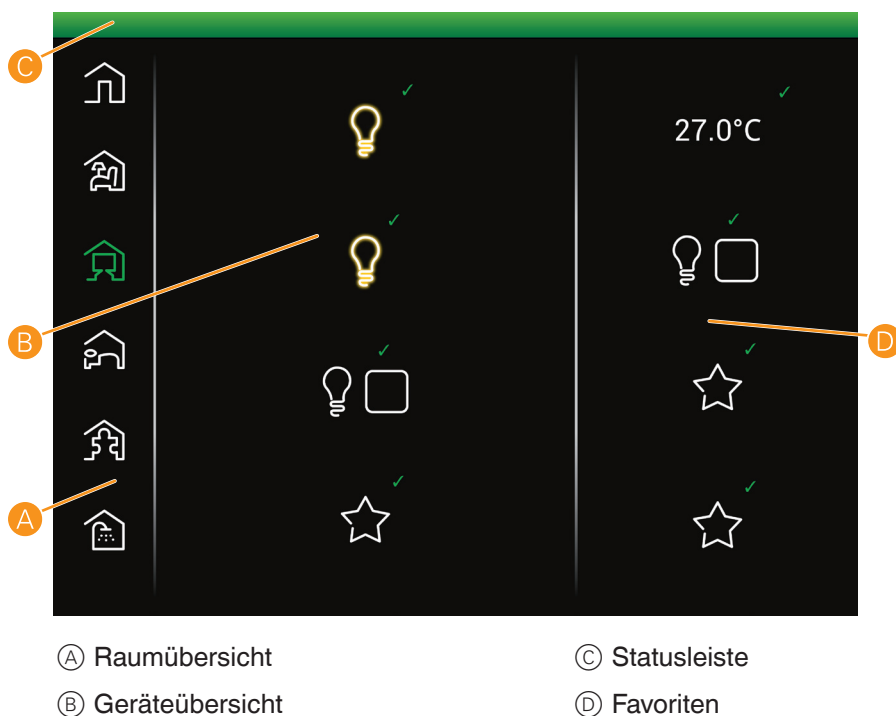 C
27.0°C
B
D
A
Ⓐ Raumübersicht
Ⓒ Statusleiste
Ⓑ Geräteübersicht
Ⓓ Favoriten